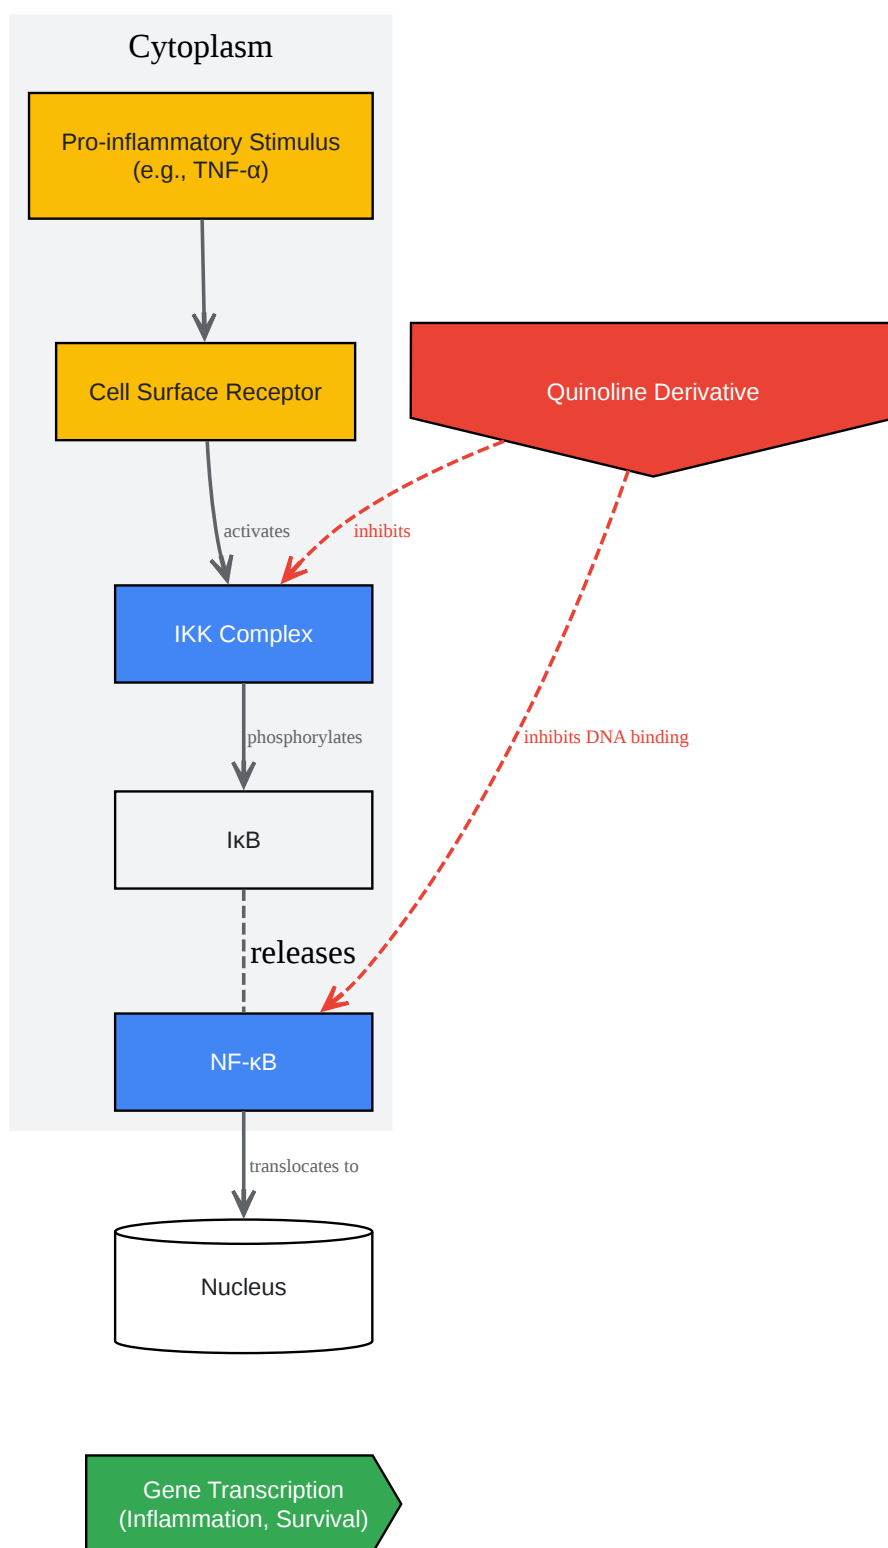 Cytoplasm
Pro-inflammatory Stimulus
(e.g., TNF-α)
Cell Surface Receptor
Quinoline Derivative
activates
inhibits
IKK Complex
phosphorylates
inhibits DNA binding
IκB
releases
NF-κB
translocates to
Nucleus
Gene Transcription
(Inflammation, Survival)